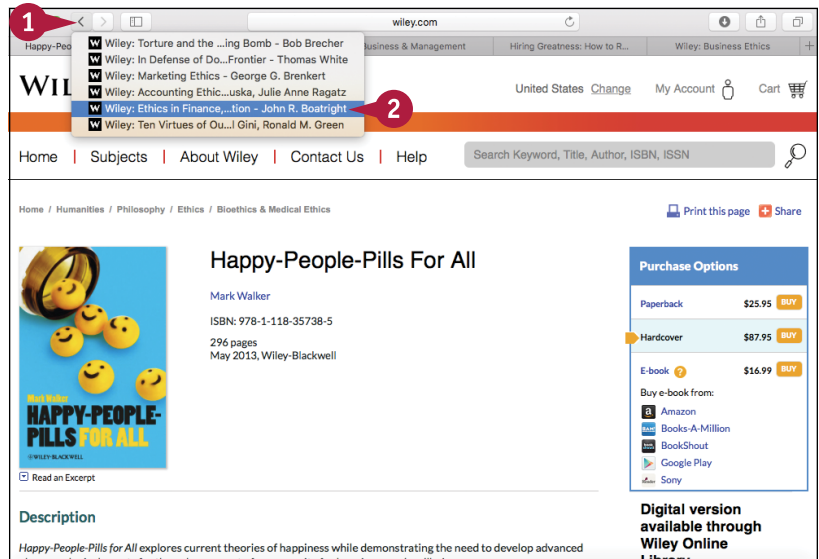 1
wiley.com
Happy-Peo
Business & Management
Hiring Greatness: How to R...
Wiley: Business Ethics
+
Wiley: Torture and the ...ing Bomb - Bob Brecher
Wiley: In Defense of Do...Frontier - Thomas White
Wiley: Marketing Ethics - George G. Brenkert
Wiley: Accounting Ethic...uska, Julie Anne Ragatz
Wiley: Ethics in Finance,...tion - John R. Boatright
Wiley: Ten Virtues of Ou...l Gini, Ronald M. Green
2
WIL
United States Change
My Account
Cart
Home | Subjects | About Wiley | Contact Us | Help
Search Keyword, Title, Author, ISBN, ISSN
Home / Humanities / Philosophy / Ethics / Bioethics & Medical Ethics
Print this page
Share
Happy-People-Pills For All
Mark Walker
ISBN: 978-1-118-35738-5
296 pages
May 2013, Wiley-Blackwell
Mark Walker
HAPPY-PEOPLE-
PILLS FOR ALL
WILEY-BLACKWELL
Read an Excerpt
Purchase Options
Paperback $25.95 BUY
Hardcover $87.95 BUY
E-book ? $16.99 BUY
Buy e-book from:
Amazon
Books-A-Million
BookShout
Google Play
Sony
Digital version
available through
Wiley Online
Description
Happy-People-Pills for All explores current theories of happiness while demonstrating the need to develop advanced